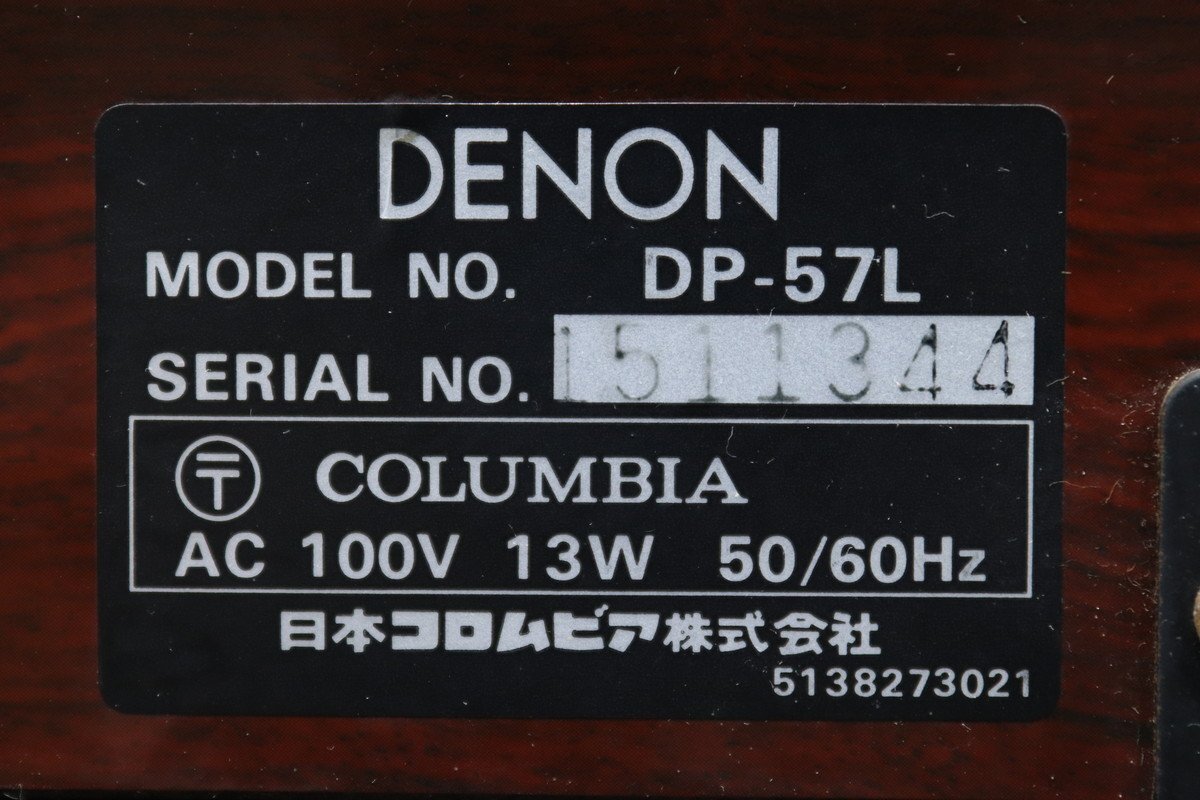 DENON
MODEL NO. DP-57L
SERIAL NO. 1511344
〶 COLUMBIA
AC 100V 13W 50/60Hz
日本コロムビア株式会社
5138273021